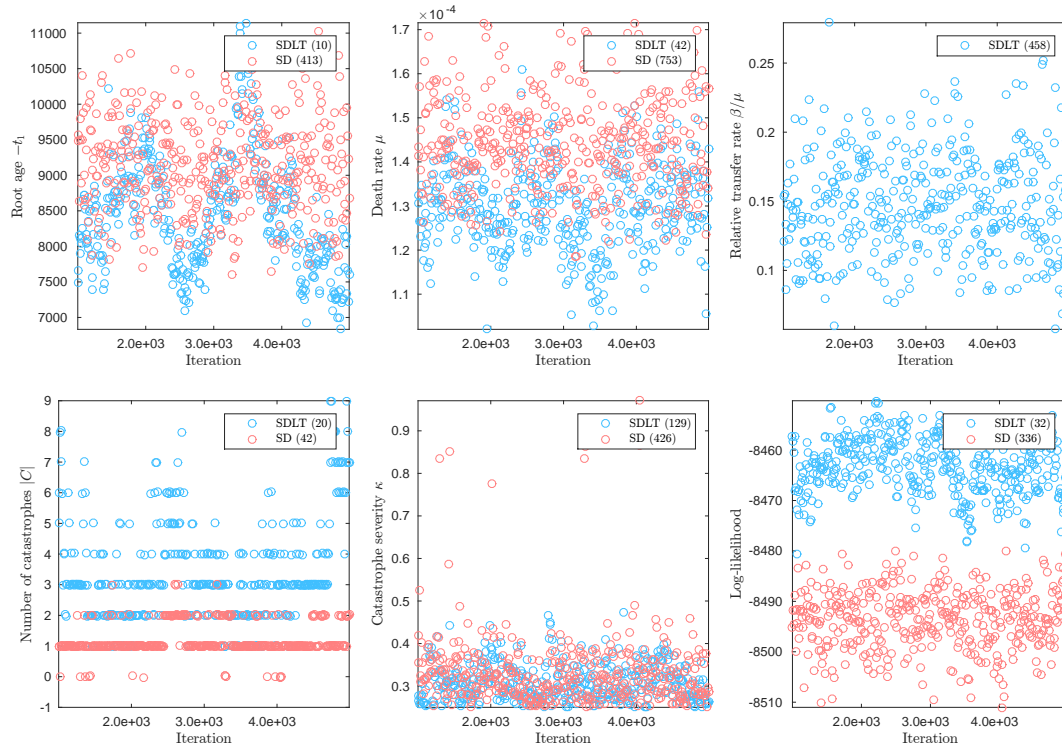 11000
10500
10000
9500
9000
8500
8000
7500
7000
Root age −t₁
SDLT (10)
SD (413)
2.0e+03 3.0e+03 4.0e+03
Iteration
×10⁻⁴
1.7
1.6
1.5
1.4
1.3
1.2
1.1
Death rate μ
SDLT (42)
SD (753)
2.0e+03 3.0e+03 4.0e+03
Iteration
0.25
0.2
0.15
0.1
Relative transfer rate β/μ
SDLT (458)
2.0e+03 3.0e+03 4.0e+03
Iteration
9
8
7
6
5
4
3
2
1
0
-1
Number of catastrophes |C|
SDLT (20)
SD (42)
2.0e+03 3.0e+03 4.0e+03
Iteration
0.9
0.8
0.7
0.6
0.5
0.4
0.3
Catastrophe severity κ
SDLT (129)
SD (426)
2.0e+03 3.0e+03 4.0e+03
Iteration
-8460
-8470
-8480
-8490
-8500
-8510
Log-likelihood
SDLT (32)
SD (336)
2.0e+03 3.0e+03 4.0e+03
Iteration